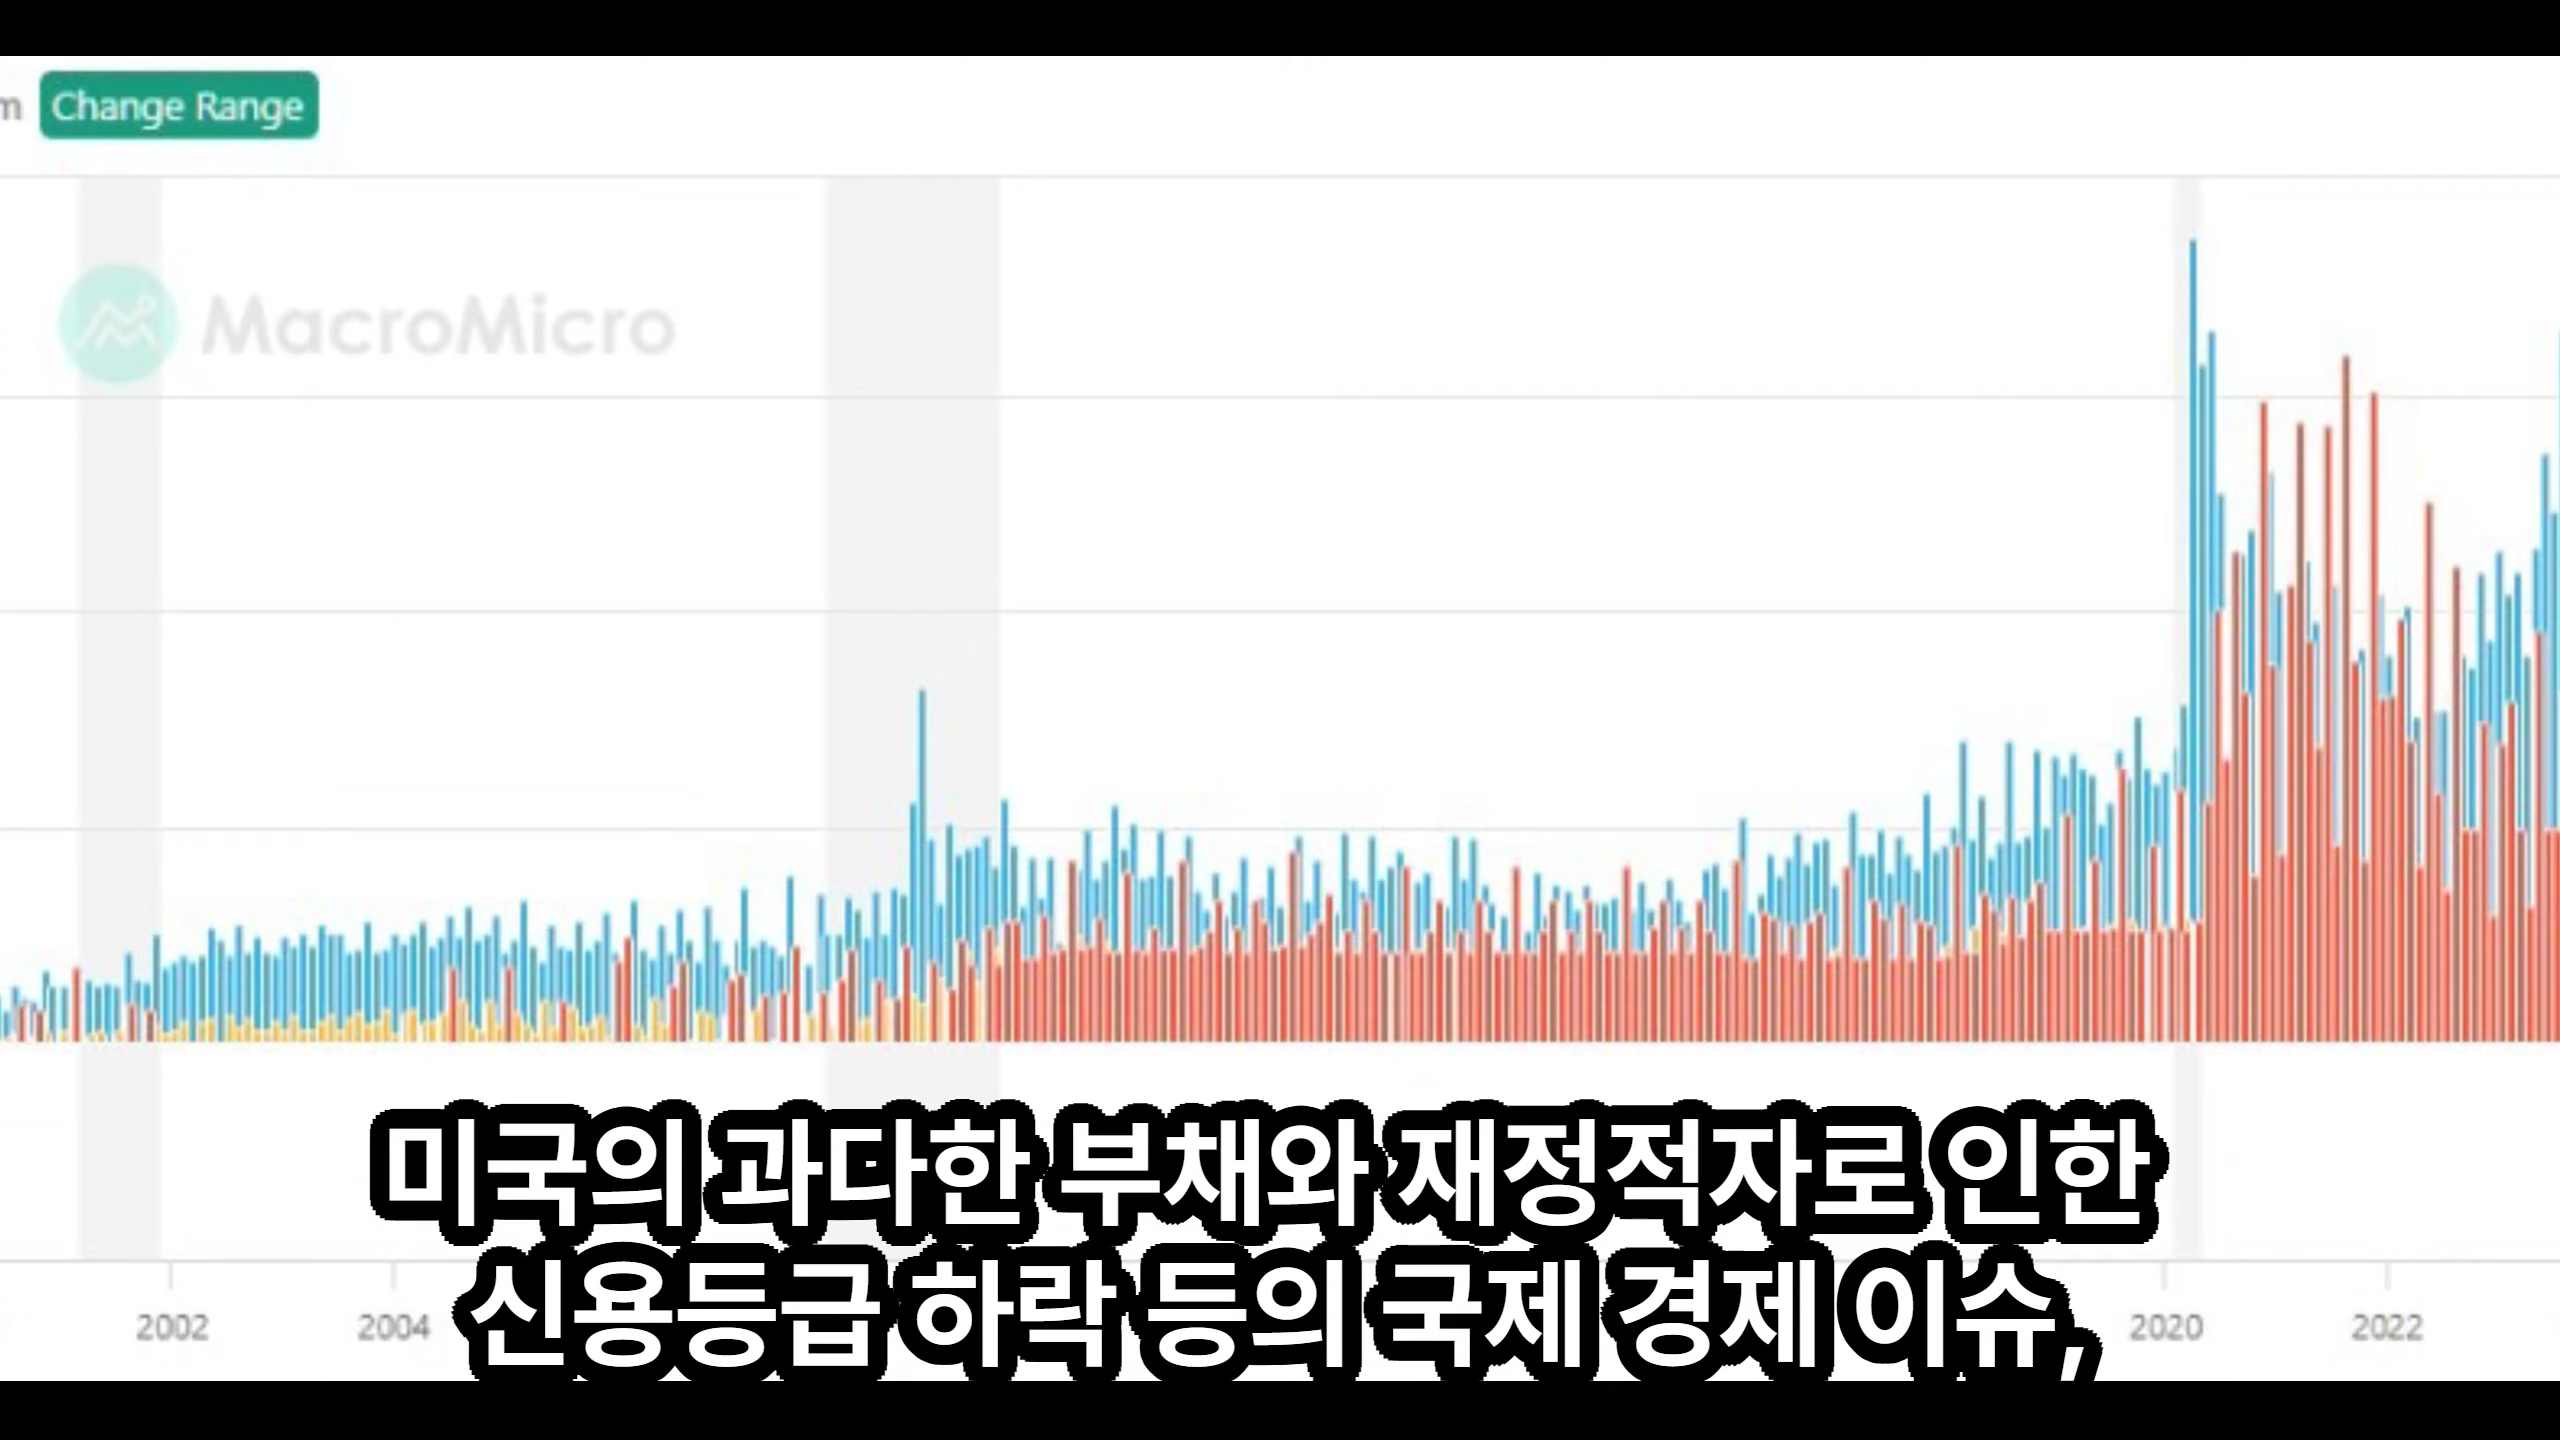 m Change Range
MacroMicro
미국의 과다한 부채와 재정적자로 인한
신용등급 하락 등의 국제 경제 이슈,
2002 2004 2020 2022